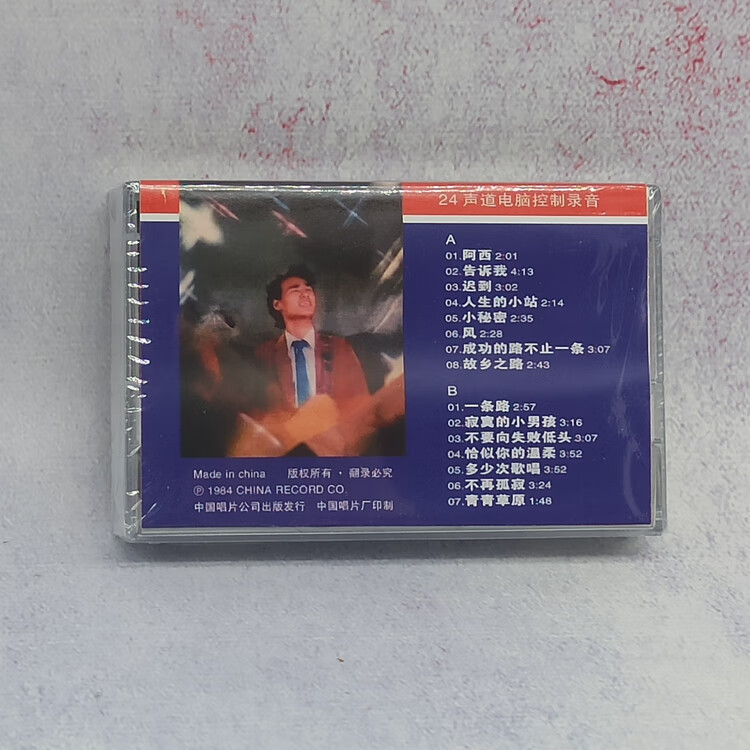 24 声道电脑控制录音
A
01.阿西 2:01
02.告诉我 4:13
03.迟到 3:02
04.人生的小站 2:14
05.小秘密 2:35
06.风 2:28
07.成功的路不止一条 3:07
08.故乡之路 2:43
B
01.一条路 2:57
02.寂寞的小男孩 3:16
03.不要向失败低头 3:07
04.恰似你的温柔 3:52
05.多少次歌唱 3:52
06.不再孤寂 3:24
07.青青草原 1:48
Made in china 版权所有·翻录必究
Ⓟ 1984 CHINA RECORD CO.
中国唱片公司出版发行 中国唱片厂印制